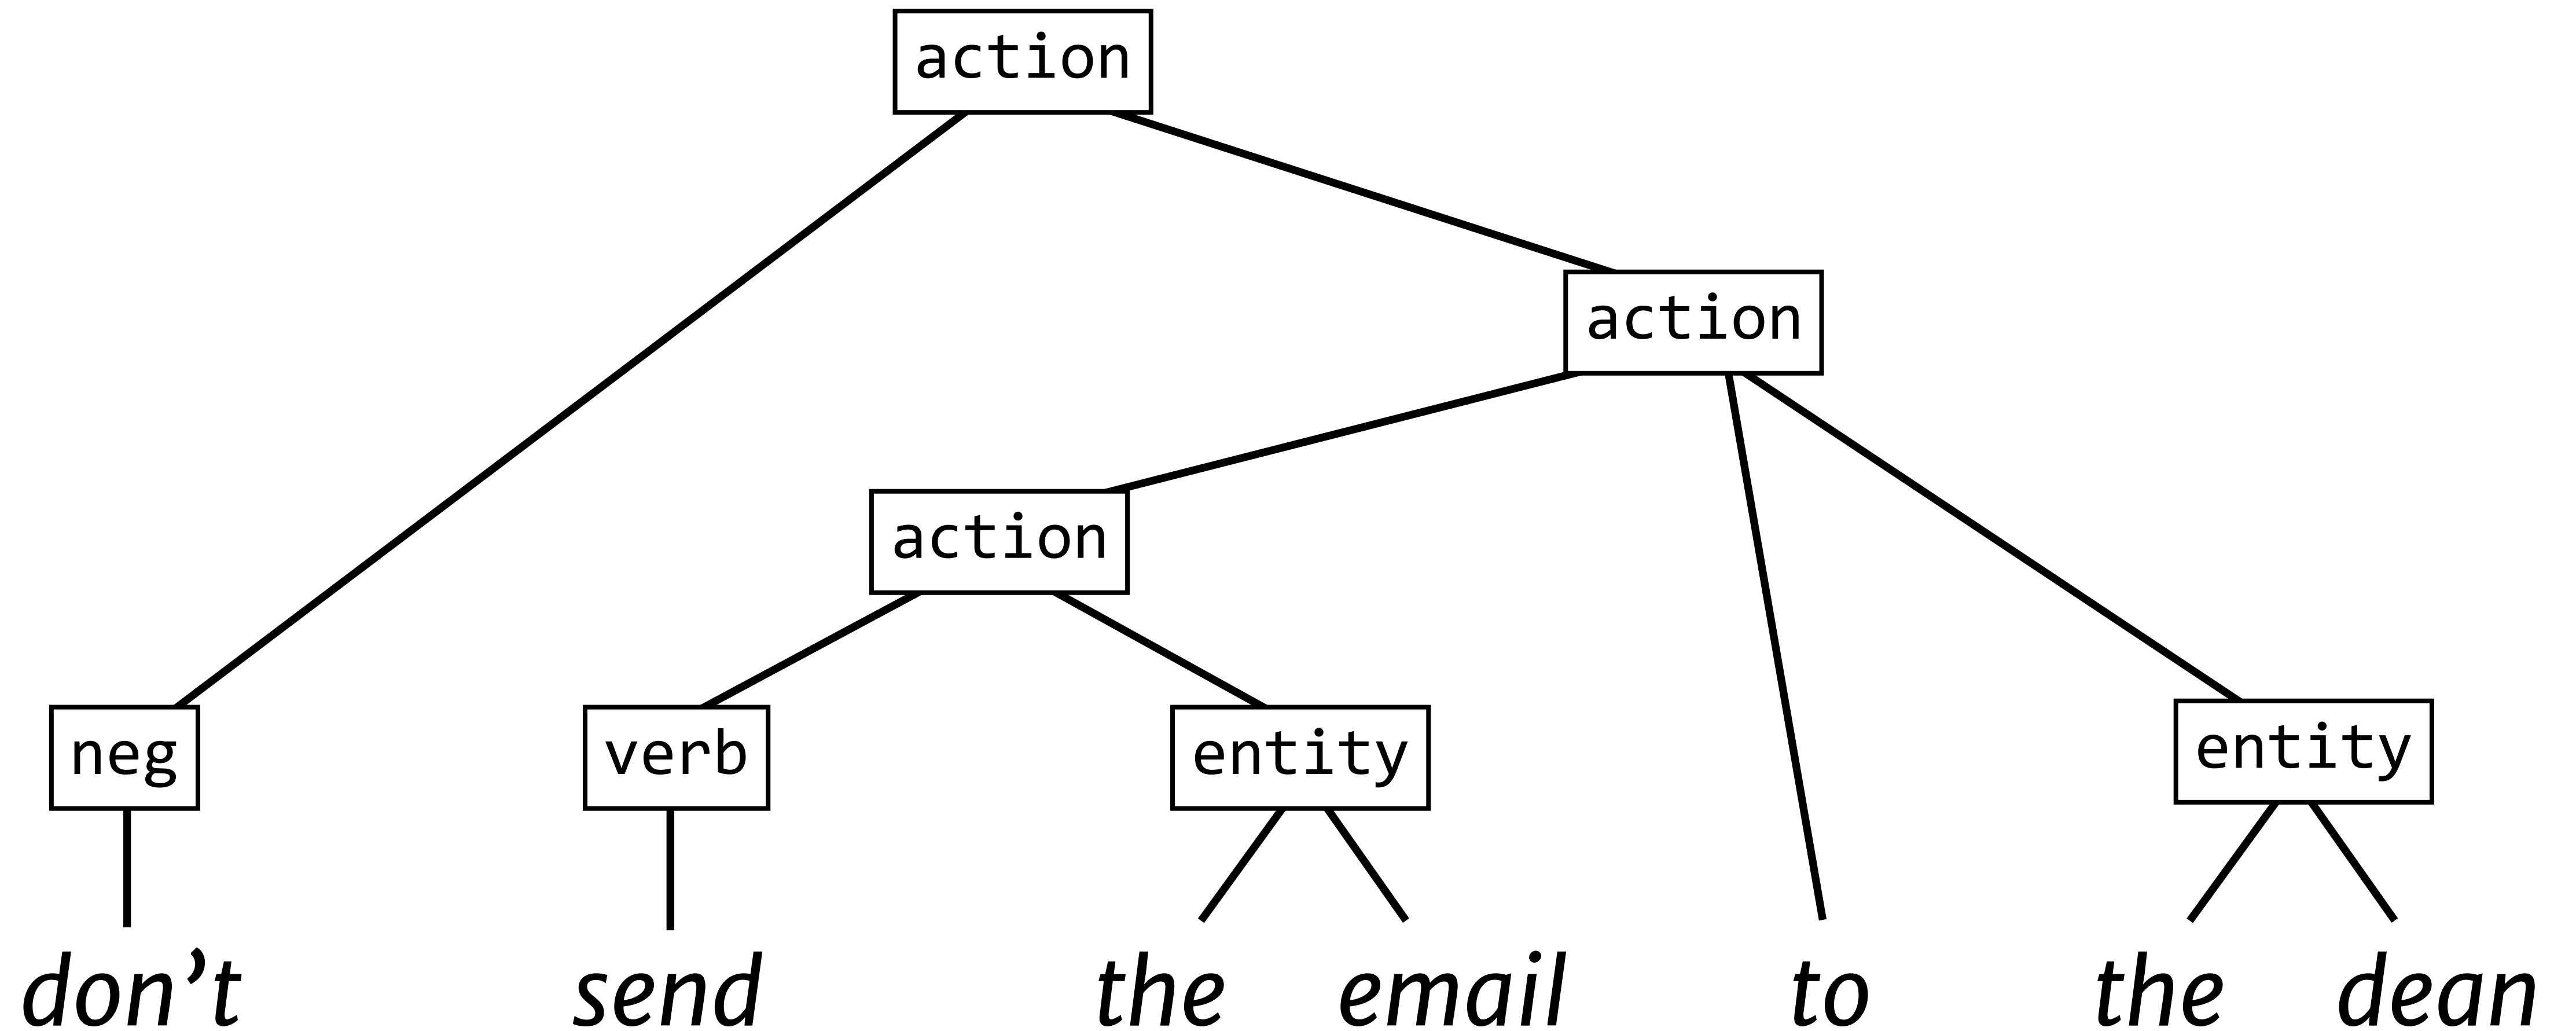 action
action
action
neg verb entity entity
don’t send the email to the dean